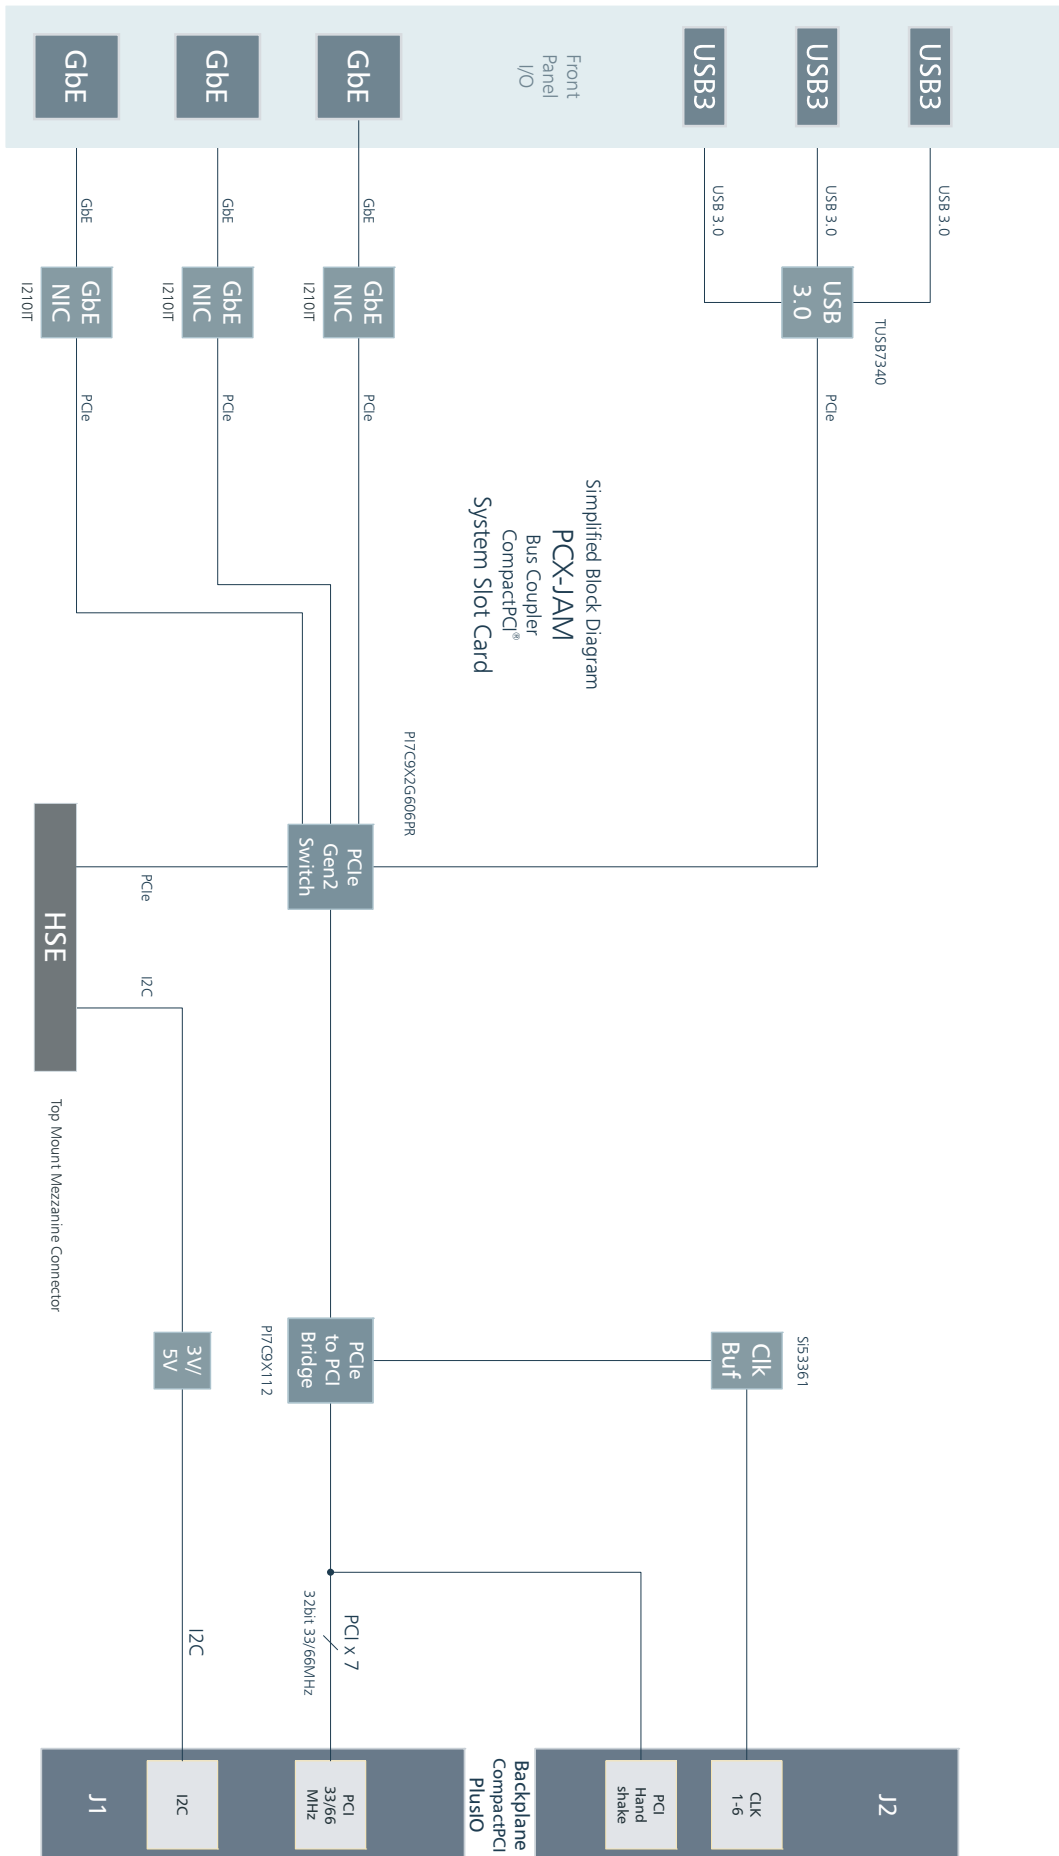 Front
Panel
I/O
USB3
USB3
USB3
GbE
GbE
GbE
USB 3.0
USB 3.0
USB 3.0
GbE
GbE
GbE
USB
3.0
TUSB7340
GbE
NIC
I210IT
GbE
NIC
I210IT
GbE
NIC
I210IT
PCIe
PCIe
PCIe
PCIe
Simplified Block Diagram
PCX-JAM
Bus Coupler
CompactPCI®
System Slot Card
PI7C9X2G606PR
PCIe
Gen2
Switch
PCIe
I2C
HSE
Top Mount Mezzanine Connector
Si53361
Clk
Buf
PCIe
to PCI
Bridge
PI7C9X112
3V/
5V
PCI x 7
32bit 33/66MHz
I2C
J2
CLK
1-6
PCI
Hand
shake
Backplane
CompactPCI
PlusIO
PCI
33/66
MHz
I2C
J1